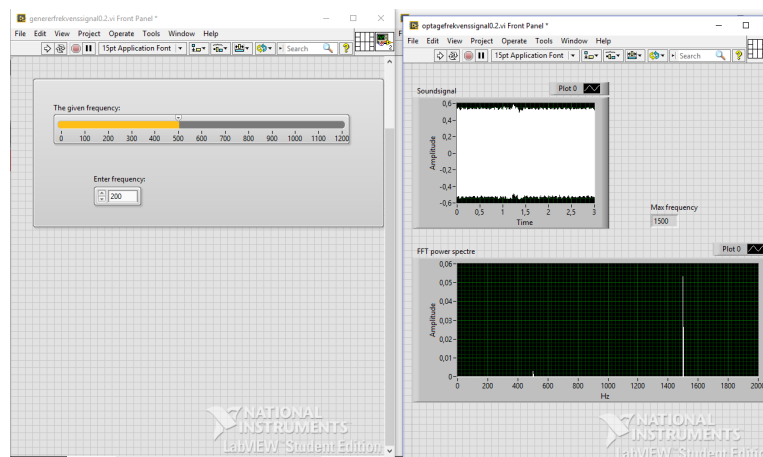 genererfrekvenssignal0.2.vi Front Panel *
File Edit View Project Operate Tools Window Help
15pt Application Font
Search
The given frequency:
0 100 200 300 400 500 600 700 800 900 1000 1100 1200
Enter frequency:
200
NATIONAL
INSTRUMENTS
LabVIEW Student Edition
optagefrekvenssignal0.2.vi Front Panel *
File Edit View Project Operate Tools Window Help
15pt Application Font
Search
Soundsignal
Plot 0
0,6
0,4
0,2
0
-0,2
-0,4
-0,6
Amplitude
0 0,5 1 1,5 2 2,5 3
Time
Max frequency
1500
FFT power spectre
Plot 0
0,06
0,05
0,04
0,03
0,02
0,01
0
Amplitude
0 200 400 600 800 1000 1200 1400 1600 1800 2000
Hz
NATIONAL
INSTRUMENTS
LabVIEW Student Edition